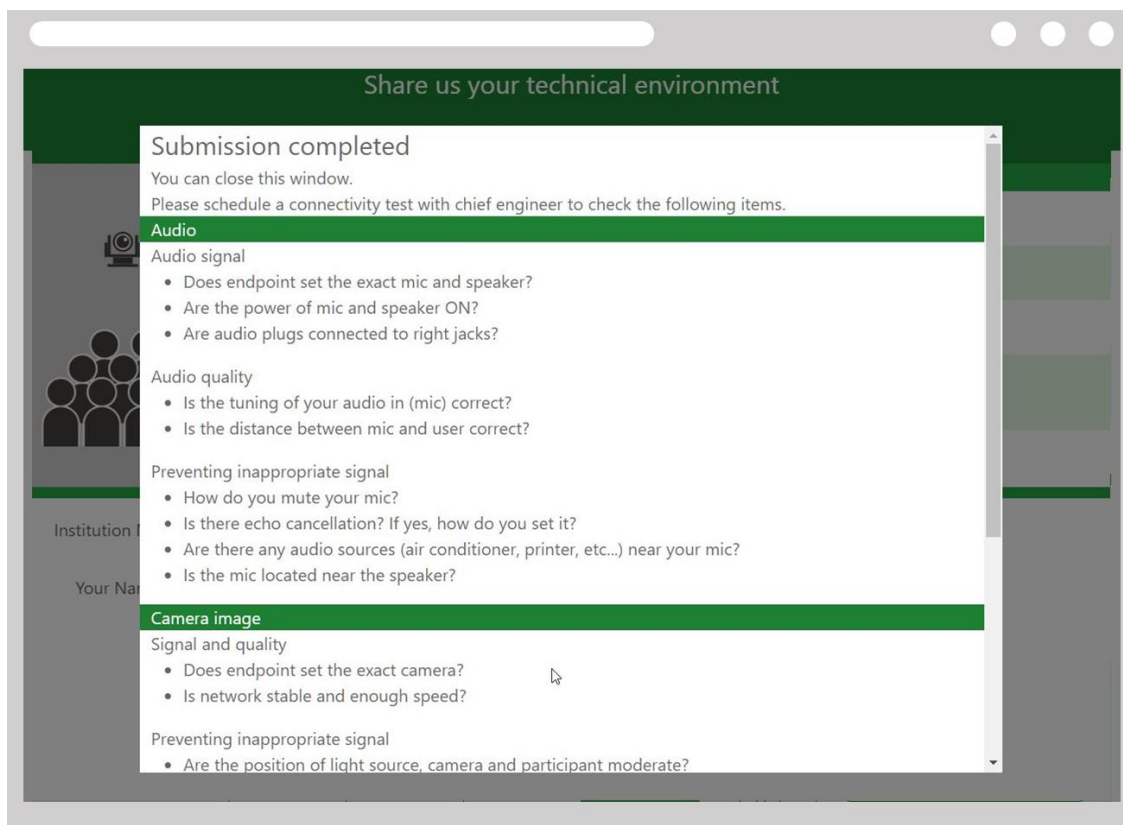 Share us your technical environment
Submission completed
You can close this window.
Please schedule a connectivity test with chief engineer to check the following items.
Audio
Audio signal
• Does endpoint set the exact mic and speaker?
• Are the power of mic and speaker ON?
• Are audio plugs connected to right jacks?
Audio quality
• Is the tuning of your audio in (mic) correct?
• Is the distance between mic and user correct?
Preventing inappropriate signal
• How do you mute your mic?
• Is there echo cancellation? If yes, how do you set it?
• Are there any audio sources (air conditioner, printer, etc...) near your mic?
• Is the mic located near the speaker?
Institution
Your
Camera image
Signal and quality
• Does endpoint set the exact camera?
• Is network stable and enough speed?
Preventing inappropriate signal
• Are the position of light source, camera and participant moderate?